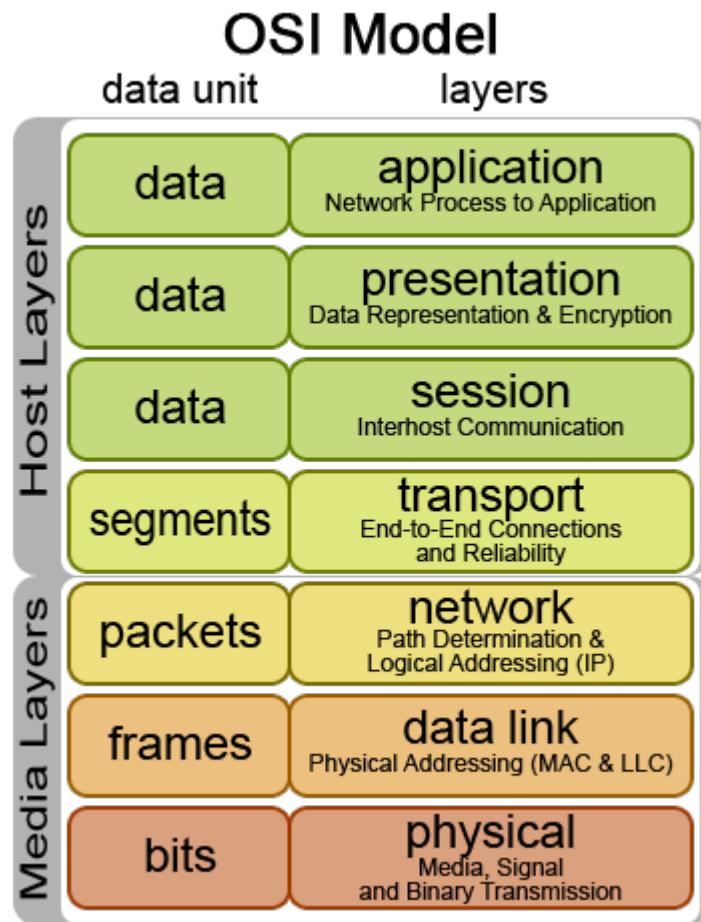 OSI Model
data unit layers
Host Layers
data
application
Network Process to Application
data
presentation
Data Representation & Encryption
data
session
Interhost Communication
segments
transport
End-to-End Connections
and Reliability
Media Layers
packets
network
Path Determination &
Logical Addressing (IP)
frames
data link
Physical Addressing (MAC & LLC)
bits
physical
Media, Signal
and Binary Transmission